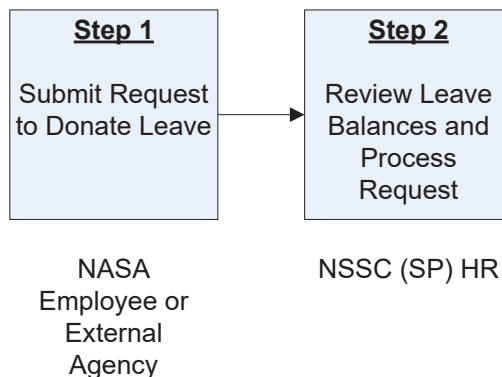 Step 1
Submit Request
to Donate Leave
NASA
Employee or
External
Agency
Step 2
Review Leave
Balances and
Process
Request
NSSC (SP) HR